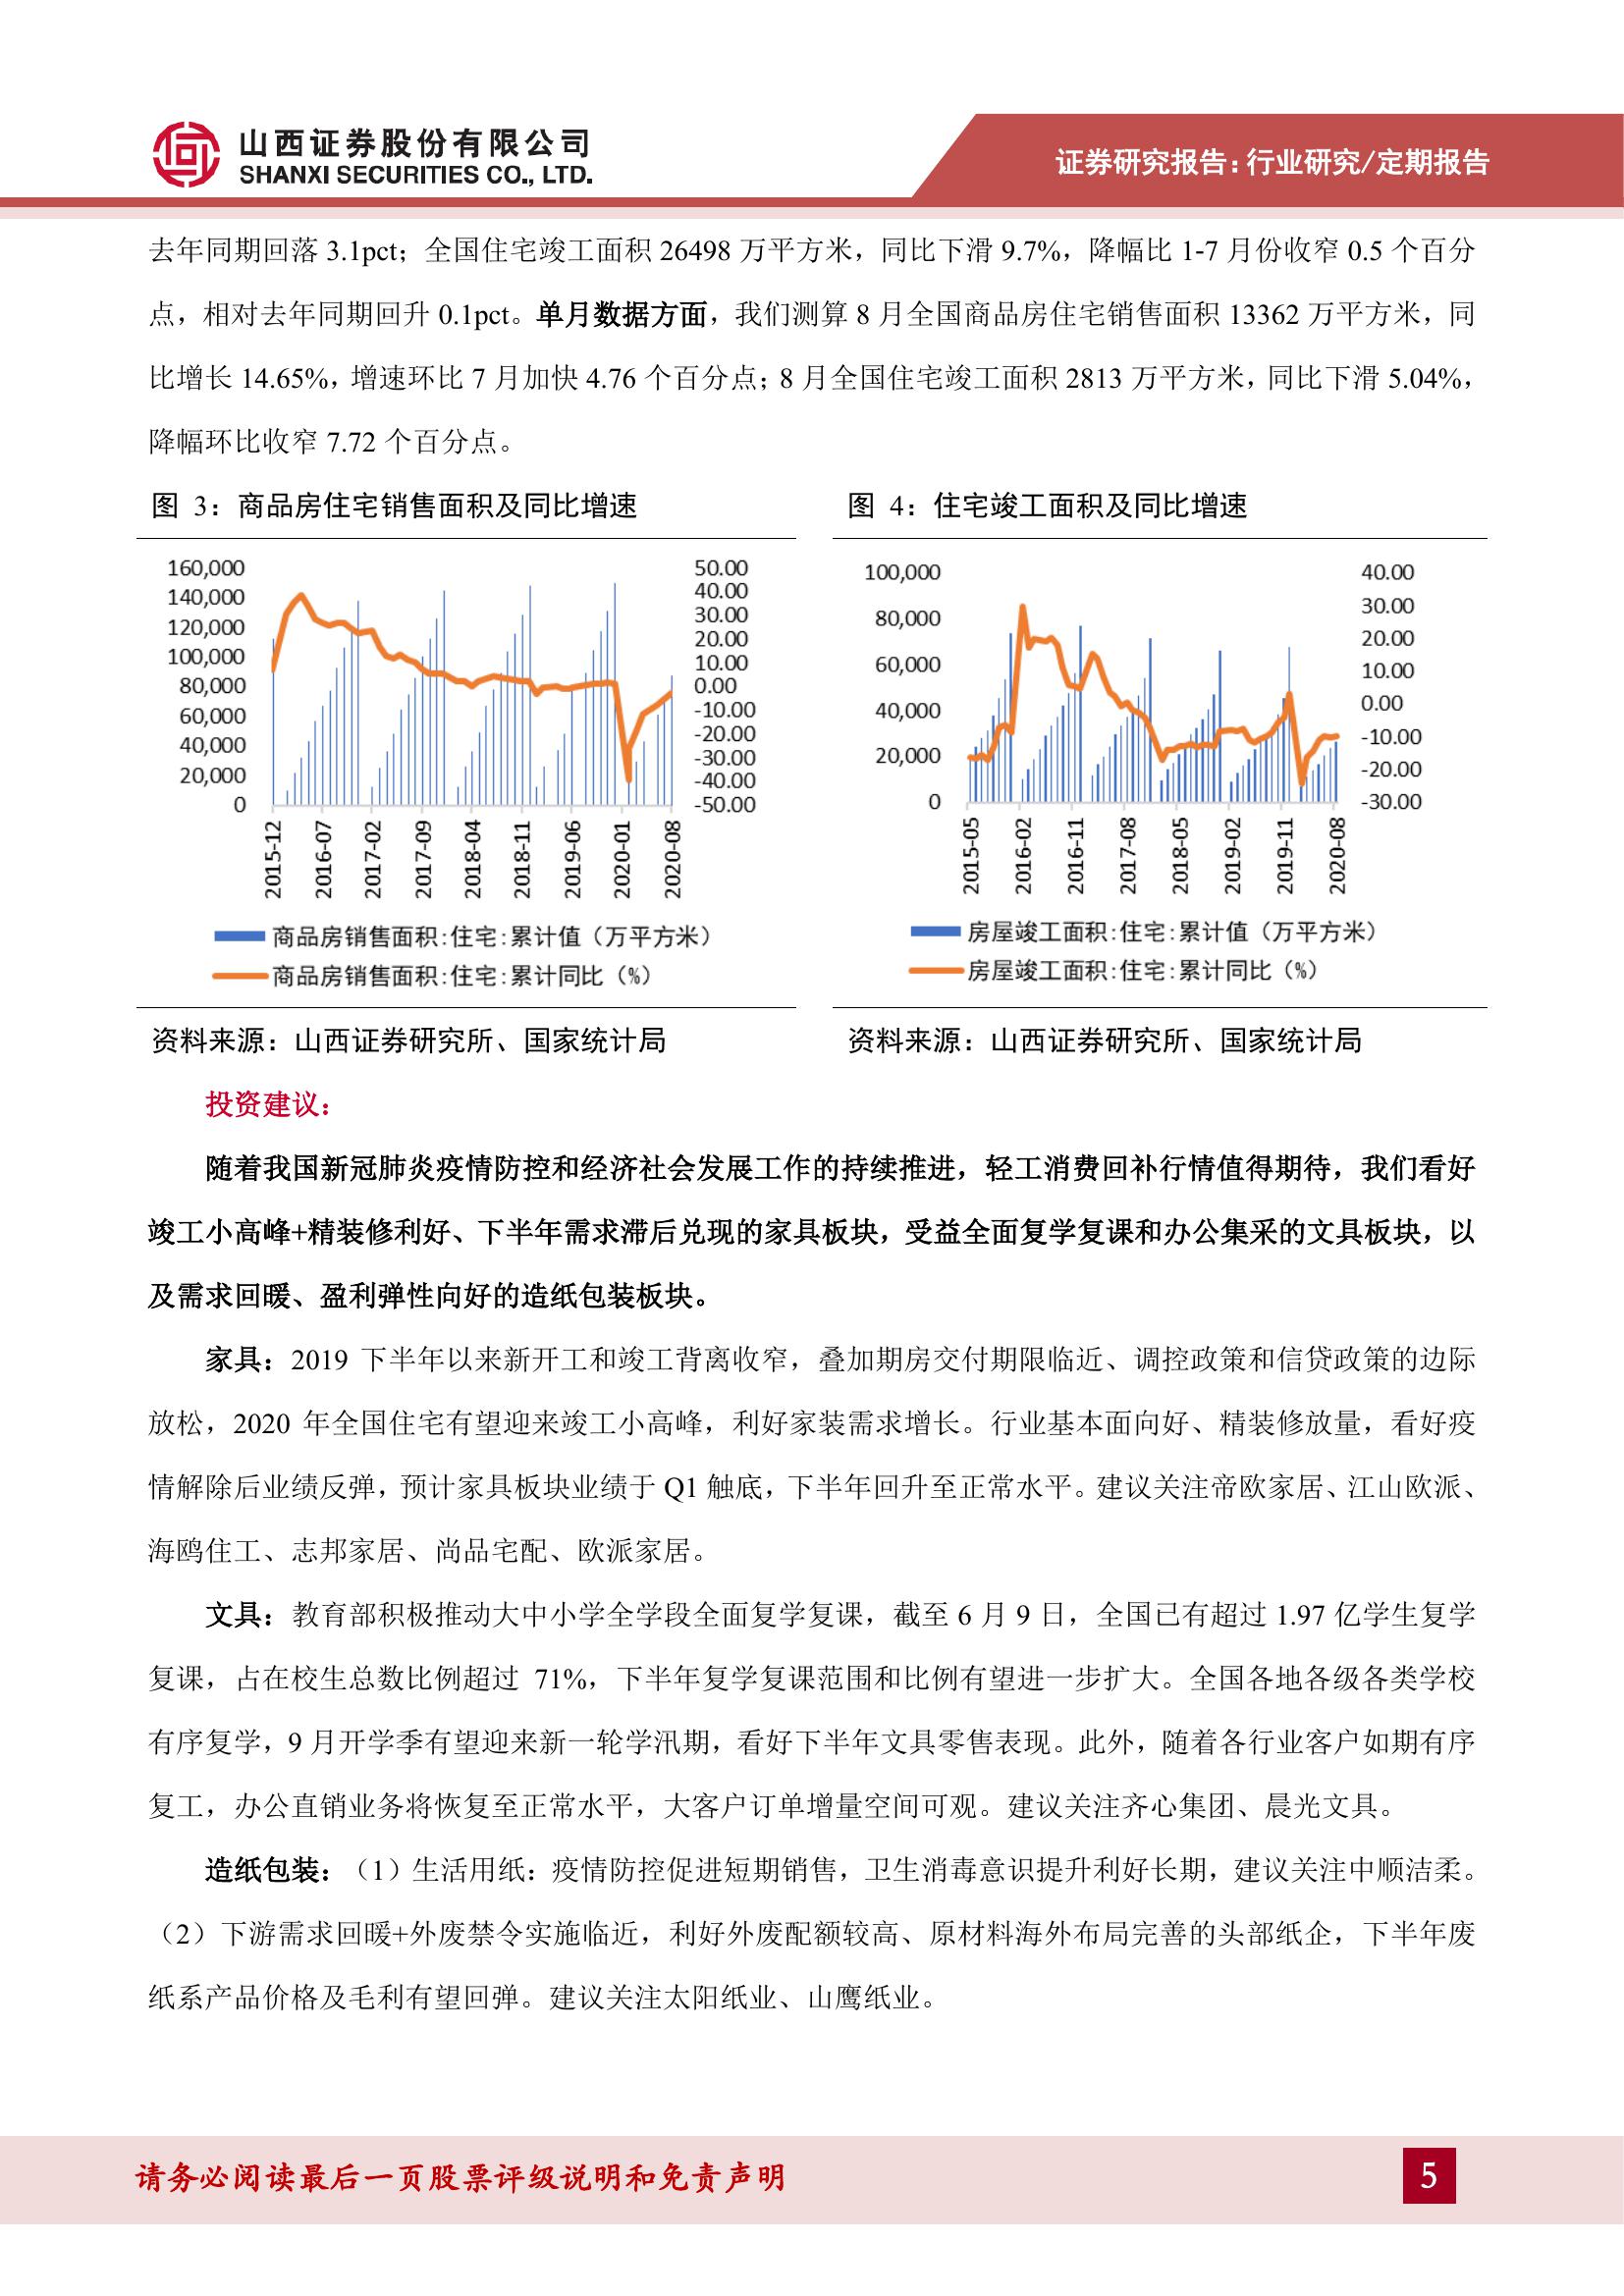 山西证券股份有限公司
SHANXI SECURITIES CO., LTD.
证券研究报告:行业研究/定期报告
去年同期回落 3.1pct；全国住宅竣工面积 26498 万平方米，同比下滑 9.7%，降幅比 1-7 月份收窄 0.5 个百分
点，相对去年同期回升 0.1pct。单月数据方面，我们测算 8 月全国商品房住宅销售面积 13362 万平方米，同
比增长 14.65%，增速环比 7 月加快 4.76 个百分点；8 月全国住宅竣工面积 2813 万平方米，同比下滑 5.04%，
降幅环比收窄 7.72 个百分点。
图 3：商品房住宅销售面积及同比增速
160,000
140,000
120,000
100,000
80,000
60,000
40,000
20,000
0
50.00
40.00
30.00
20.00
10.00
0.00
-10.00
-20.00
-30.00
-40.00
-50.00
2015-12
2016-07
2017-02
2017-09
2018-04
2018-11
2019-06
2020-01
2020-08
商品房销售面积:住宅:累计值（万平方米）
商品房销售面积:住宅:累计同比（%）
资料来源：山西证券研究所、国家统计局
图 4：住宅竣工面积及同比增速
100,000
80,000
60,000
40,000
20,000
0
40.00
30.00
20.00
10.00
0.00
-10.00
-20.00
-30.00
2015-05
2016-02
2016-11
2017-08
2018-05
2019-02
2019-11
2020-08
房屋竣工面积:住宅:累计值（万平方米）
房屋竣工面积:住宅:累计同比（%）
资料来源：山西证券研究所、国家统计局
投资建议：
随着我国新冠肺炎疫情防控和经济社会发展工作的持续推进，轻工消费回补行情值得期待，我们看好
竣工小高峰+精装修利好、下半年需求滞后兑现的家具板块，受益全面复学复课和办公集采的文具板块，以
及需求回暖、盈利弹性向好的造纸包装板块。
家具：2019 下半年以来新开工和竣工背离收窄，叠加期房交付期限临近、调控政策和信贷政策的边际
放松，2020 年全国住宅有望迎来竣工小高峰，利好家装需求增长。行业基本面向好、精装修放量，看好疫
情解除后业绩反弹，预计家具板块业绩于 Q1 触底，下半年回升至正常水平。建议关注帝欧家居、江山欧派、
海鸥住工、志邦家居、尚品宅配、欧派家居。
文具：教育部积极推动大中小学全学段全面复学复课，截至 6 月 9 日，全国已有超过 1.97 亿学生复学
复课，占在校生总数比例超过 71%，下半年复学复课范围和比例有望进一步扩大。全国各地各级各类学校
有序复学，9 月开学季有望迎来新一轮学汛期，看好下半年文具零售表现。此外，随着各行业客户如期有序
复工，办公直销业务将恢复至正常水平，大客户订单增量空间可观。建议关注齐心集团、晨光文具。
造纸包装：（1）生活用纸：疫情防控促进短期销售，卫生消毒意识提升利好长期，建议关注中顺洁柔。
（2）下游需求回暖+外废禁令实施临近，利好外废配额较高、原材料海外布局完善的头部纸企，下半年废
纸系产品价格及毛利有望回弹。建议关注太阳纸业、山鹰纸业。
请务必阅读最后一页股票评级说明和免责声明
5